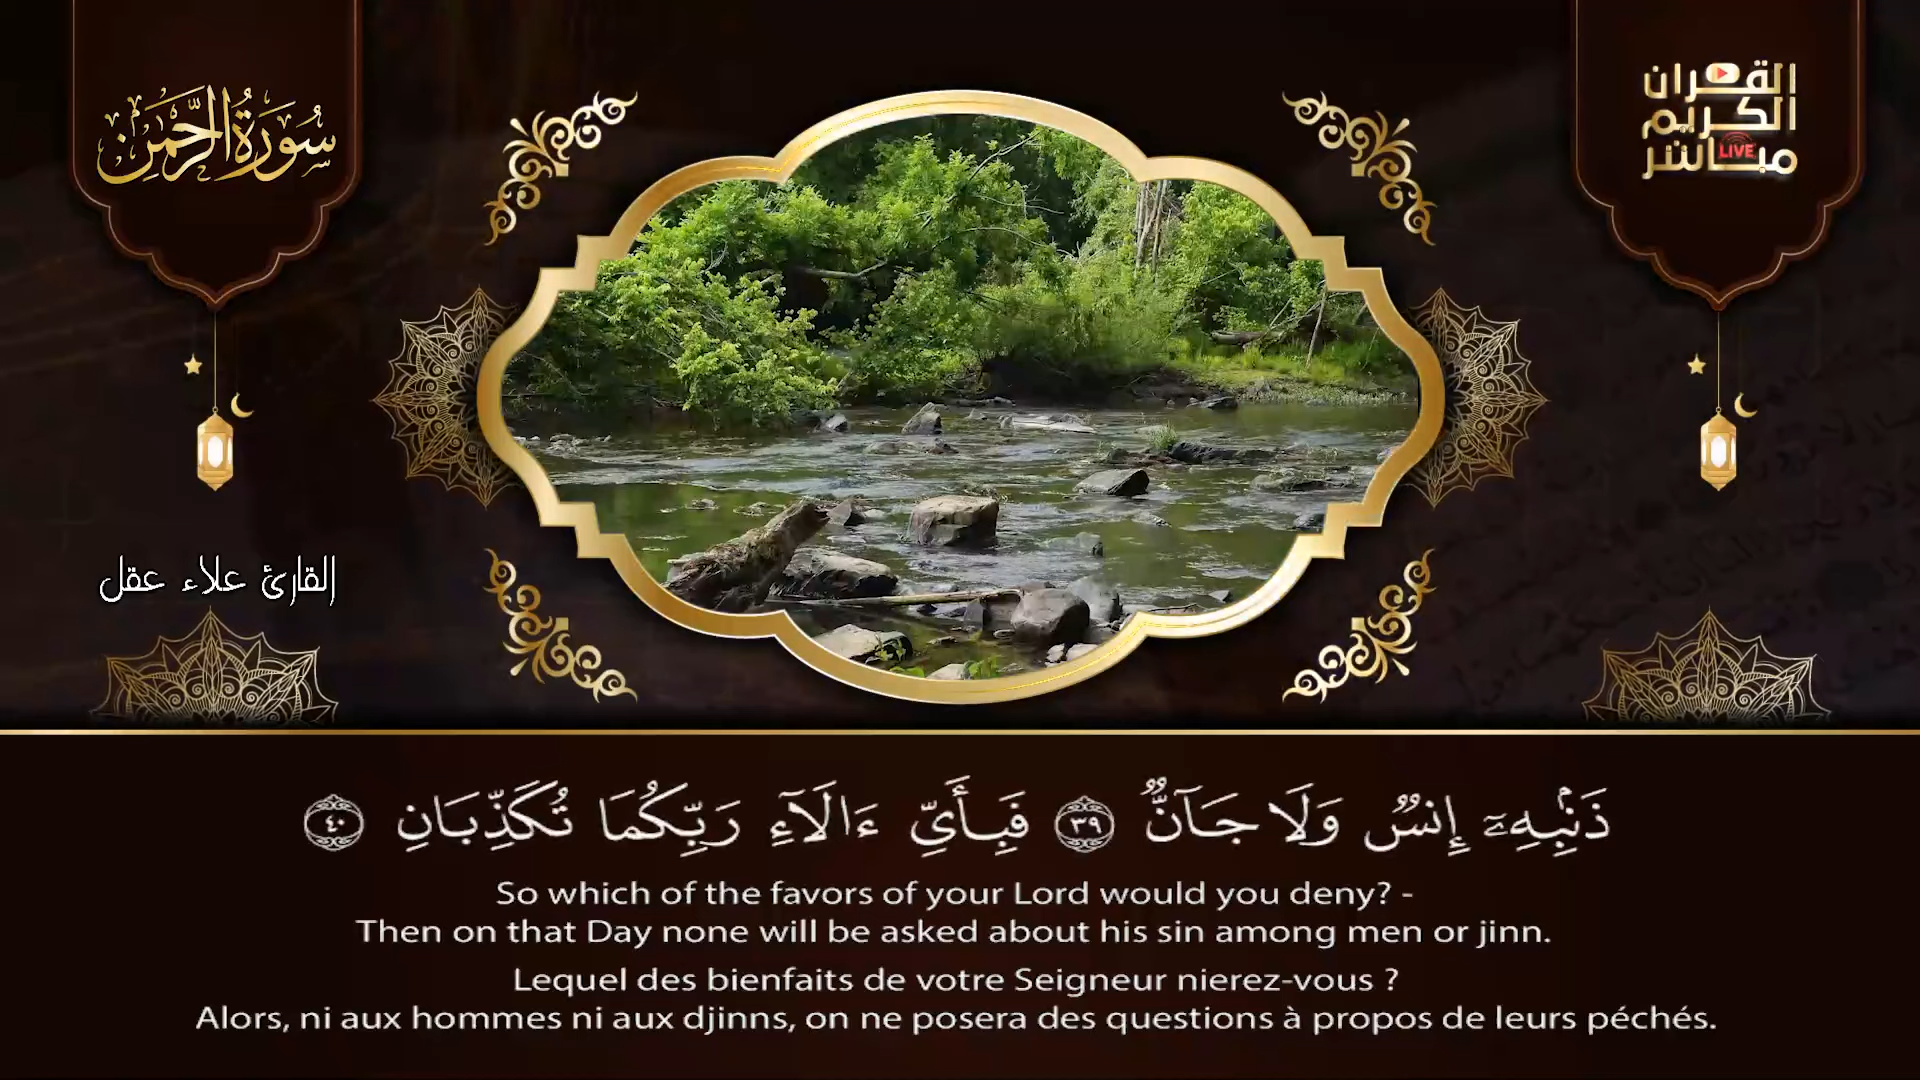 سُورَةُ الرَّحْمَٰن
القران
الكريم
مباشر
LIVE
القارئ علاء عقل
ذَنۢبِهِۦٓ إِنسٌ وَلَا جَآنٌّ ٣٩ فَبِأَيِّ ءَالَآءِ رَبِّكُمَا تُكَذِّبَانِ ٤٠
So which of the favors of your Lord would you deny? -
Then on that Day none will be asked about his sin among men or jinn.
Lequel des bienfaits de votre Seigneur nierez-vous ?
Alors, ni aux hommes ni aux djinns, on ne posera des questions à propos de leurs péchés.